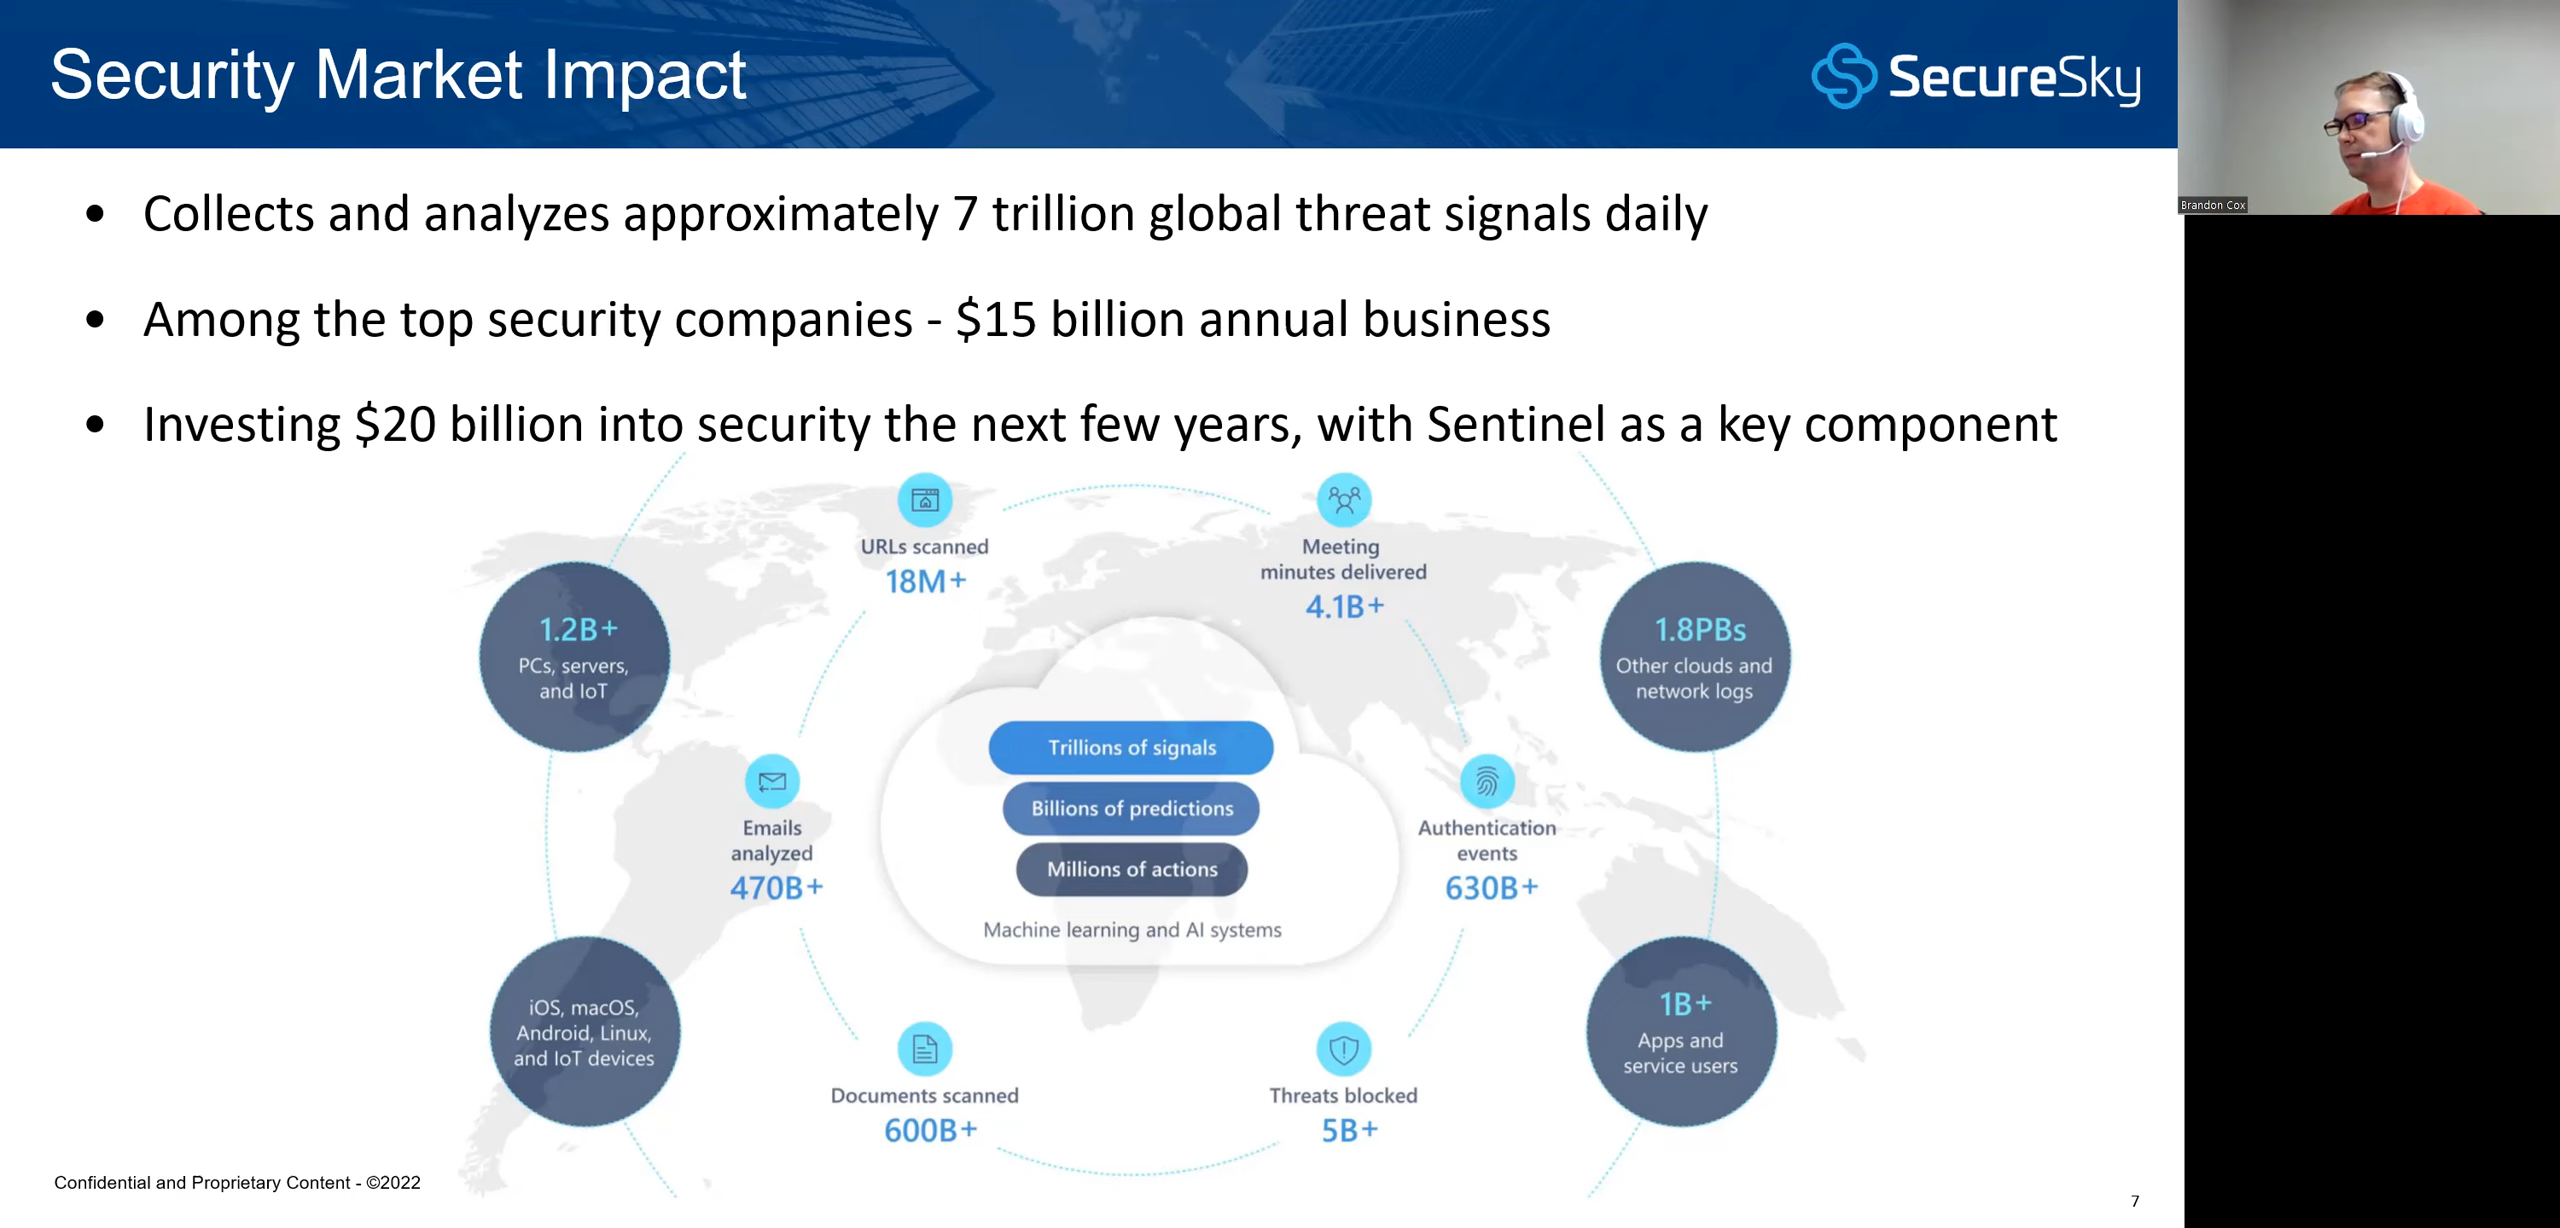 Security Market Impact
SecureSky
Brandon Cox
• Collects and analyzes approximately 7 trillion global threat signals daily
• Among the top security companies - $15 billion annual business
• Investing $20 billion into security the next few years, with Sentinel as a key component
URLs scanned
18M+
Meeting
minutes delivered
4.1B+
1.2B+
PCs, servers,
and IoT
1.8PBs
Other clouds and
network logs
Trillions of signals
Billions of predictions
Millions of actions
Machine learning and AI systems
Emails
analyzed
470B+
Authentication
events
630B+
iOS, macOS,
Android, Linux,
and IoT devices
1B+
Apps and
service users
Documents scanned
600B+
Threats blocked
5B+
Confidential and Proprietary Content - ©2022
7